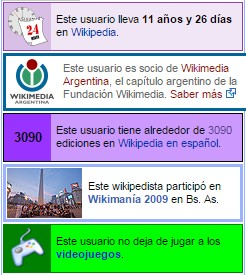 24
Este usuario lleva 11 años y 26 días
en Wikipedia.
WIKIMEDIA
ARGENTINA
Este usuario es socio de Wikimedia
Argentina, el capítulo argentino de la
Fundación Wikimedia. Saber más
3090
Este usuario tiene alrededor de 3090
ediciones en Wikipedia en español.
Este wikipedista participó en
Wikimanía 2009 en Bs. As.
Este usuario no deja de jugar a los
videojuegos.